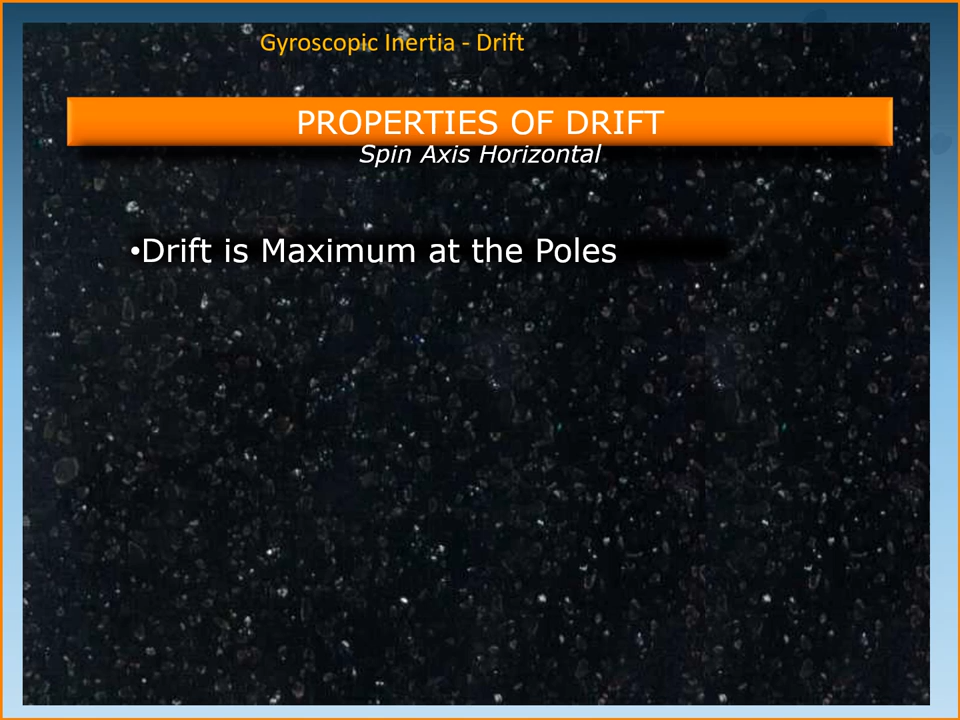 Gyroscopic Inertia - Drift
PROPERTIES OF DRIFT
Spin Axis Horizontal
•Drift is Maximum at the Poles